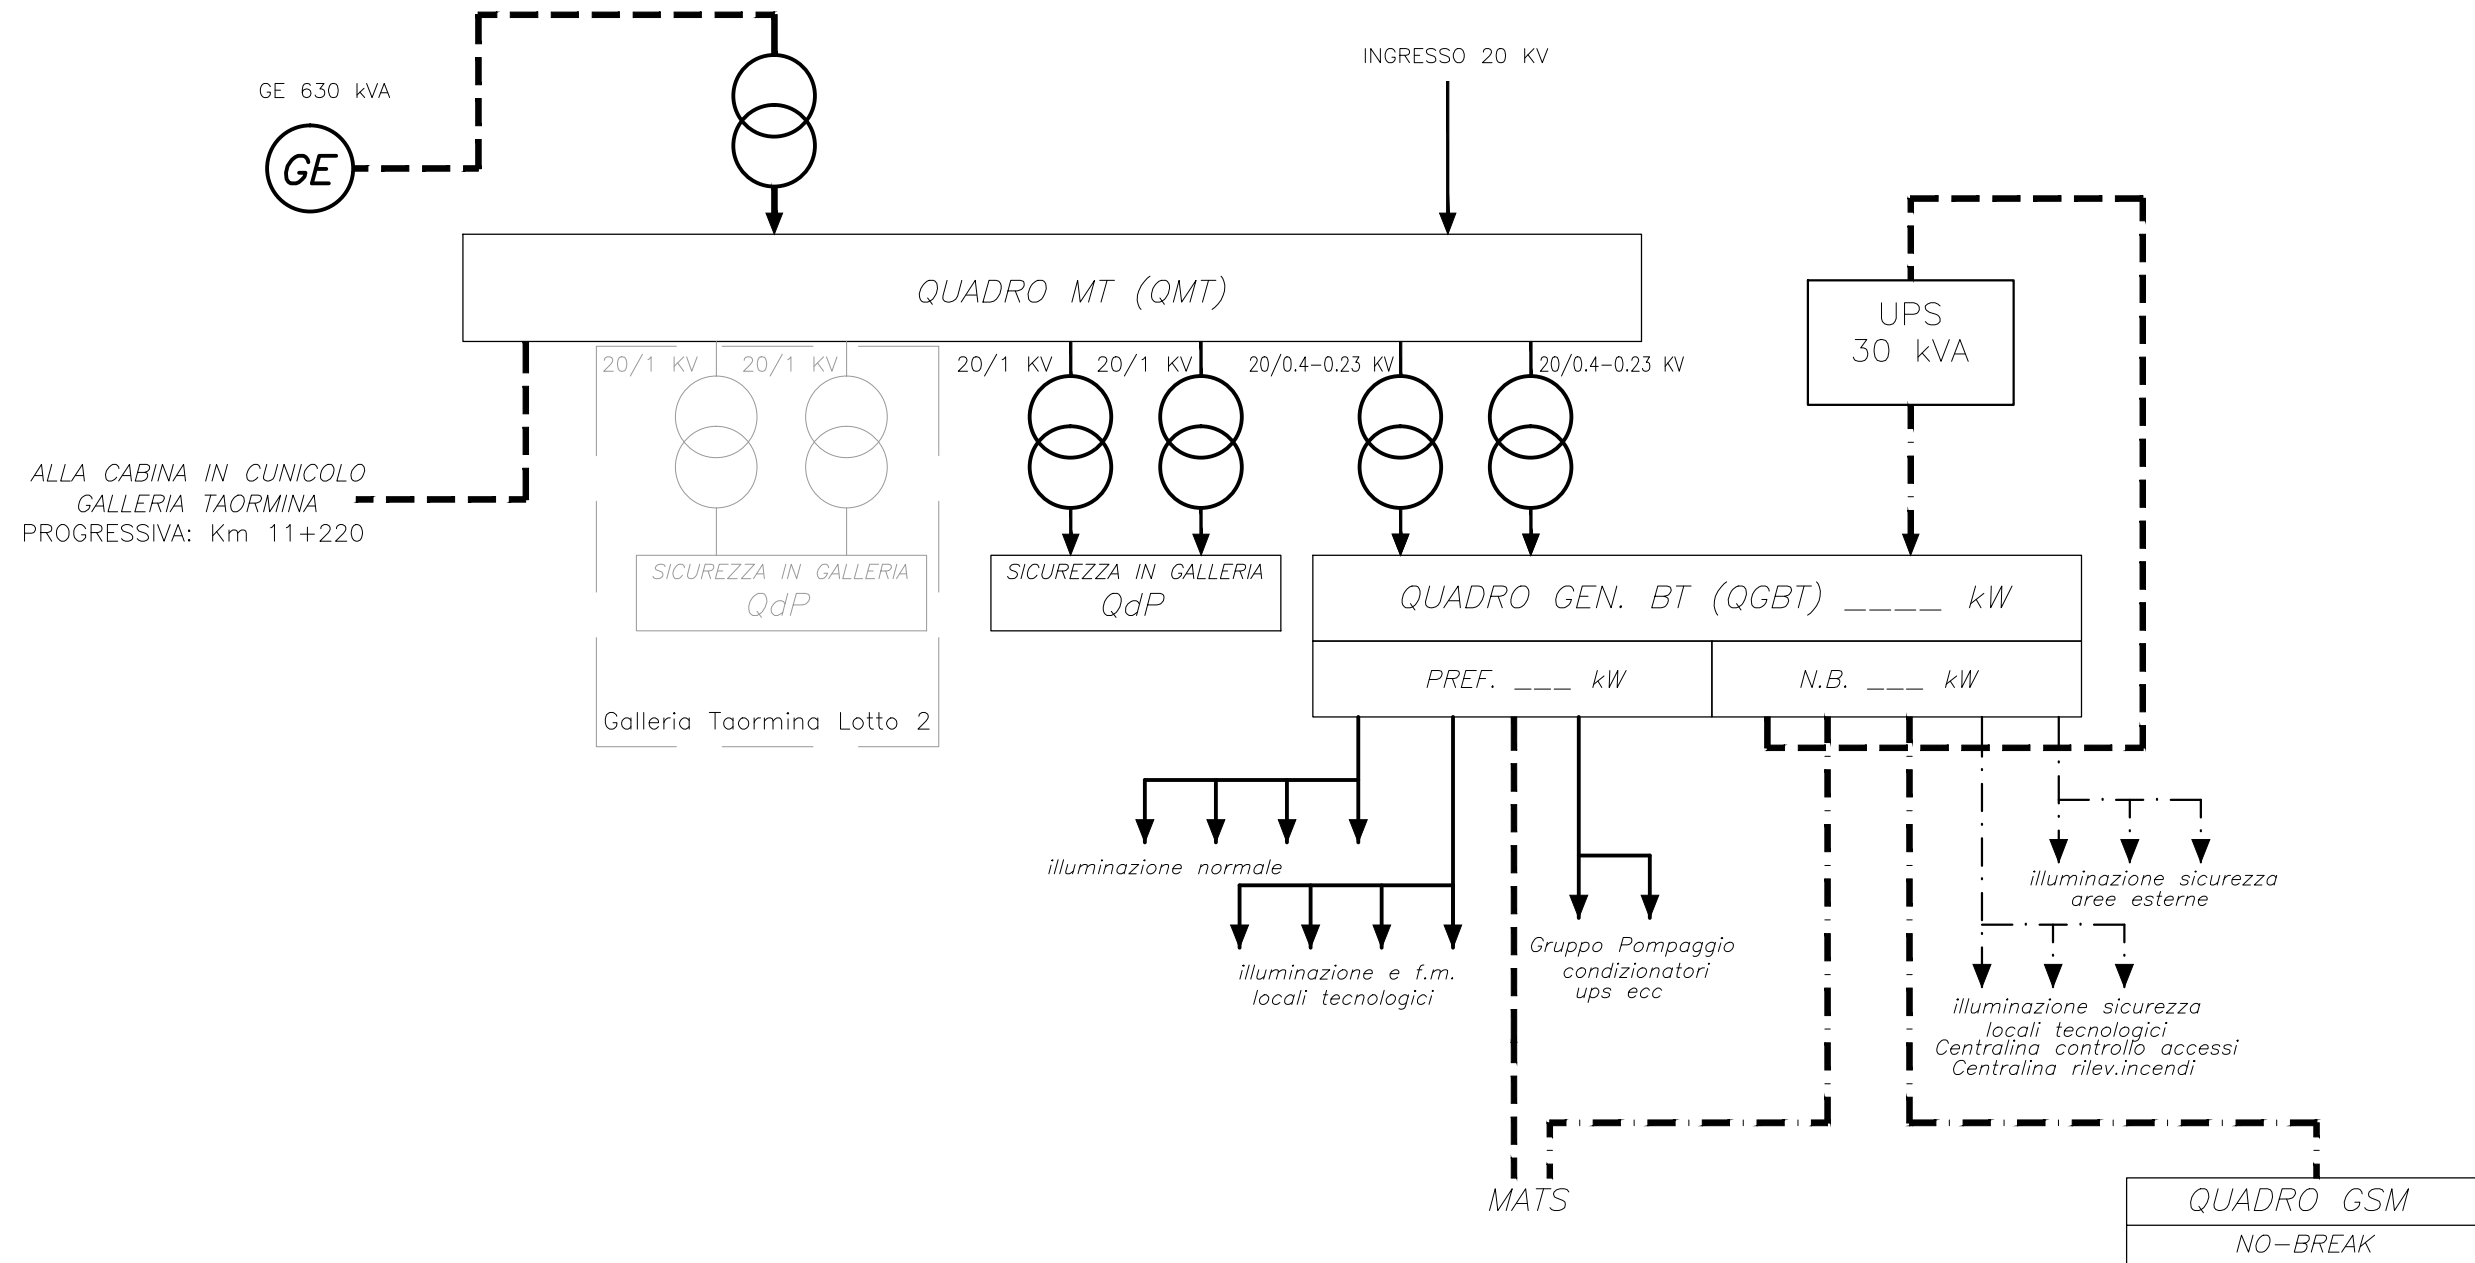 INGRESSO 20 KV
GE 630 kVA
GE
QUADRO MT (QMT)
UPS
30 kVA
20/1 KV
20/1 KV
20/1 KV
20/1 KV
20/0.4-0.23 KV
20/0.4-0.23 KV
ALLA CABINA IN CUNICOLO
GALLERIA TAORMINA
PROGRESSIVA: Km 11+220
SICUREZZA IN GALLERIA
QdP
SICUREZZA IN GALLERIA
QdP
QUADRO GEN. BT (QGBT) ____ kW
PREF. ___ kW
N.B. ___ kW
Galleria Taormina Lotto 2
illuminazione normale
illuminazione sicurezza
aree esterne
Gruppo Pompaggio
condizionatori
ups ecc
illuminazione e f.m.
locali tecnologici
illuminazione sicurezza
locali tecnologici
Centralina controllo accessi
Centralina rilev.incendi
MATS
QUADRO GSM
NO-BREAK